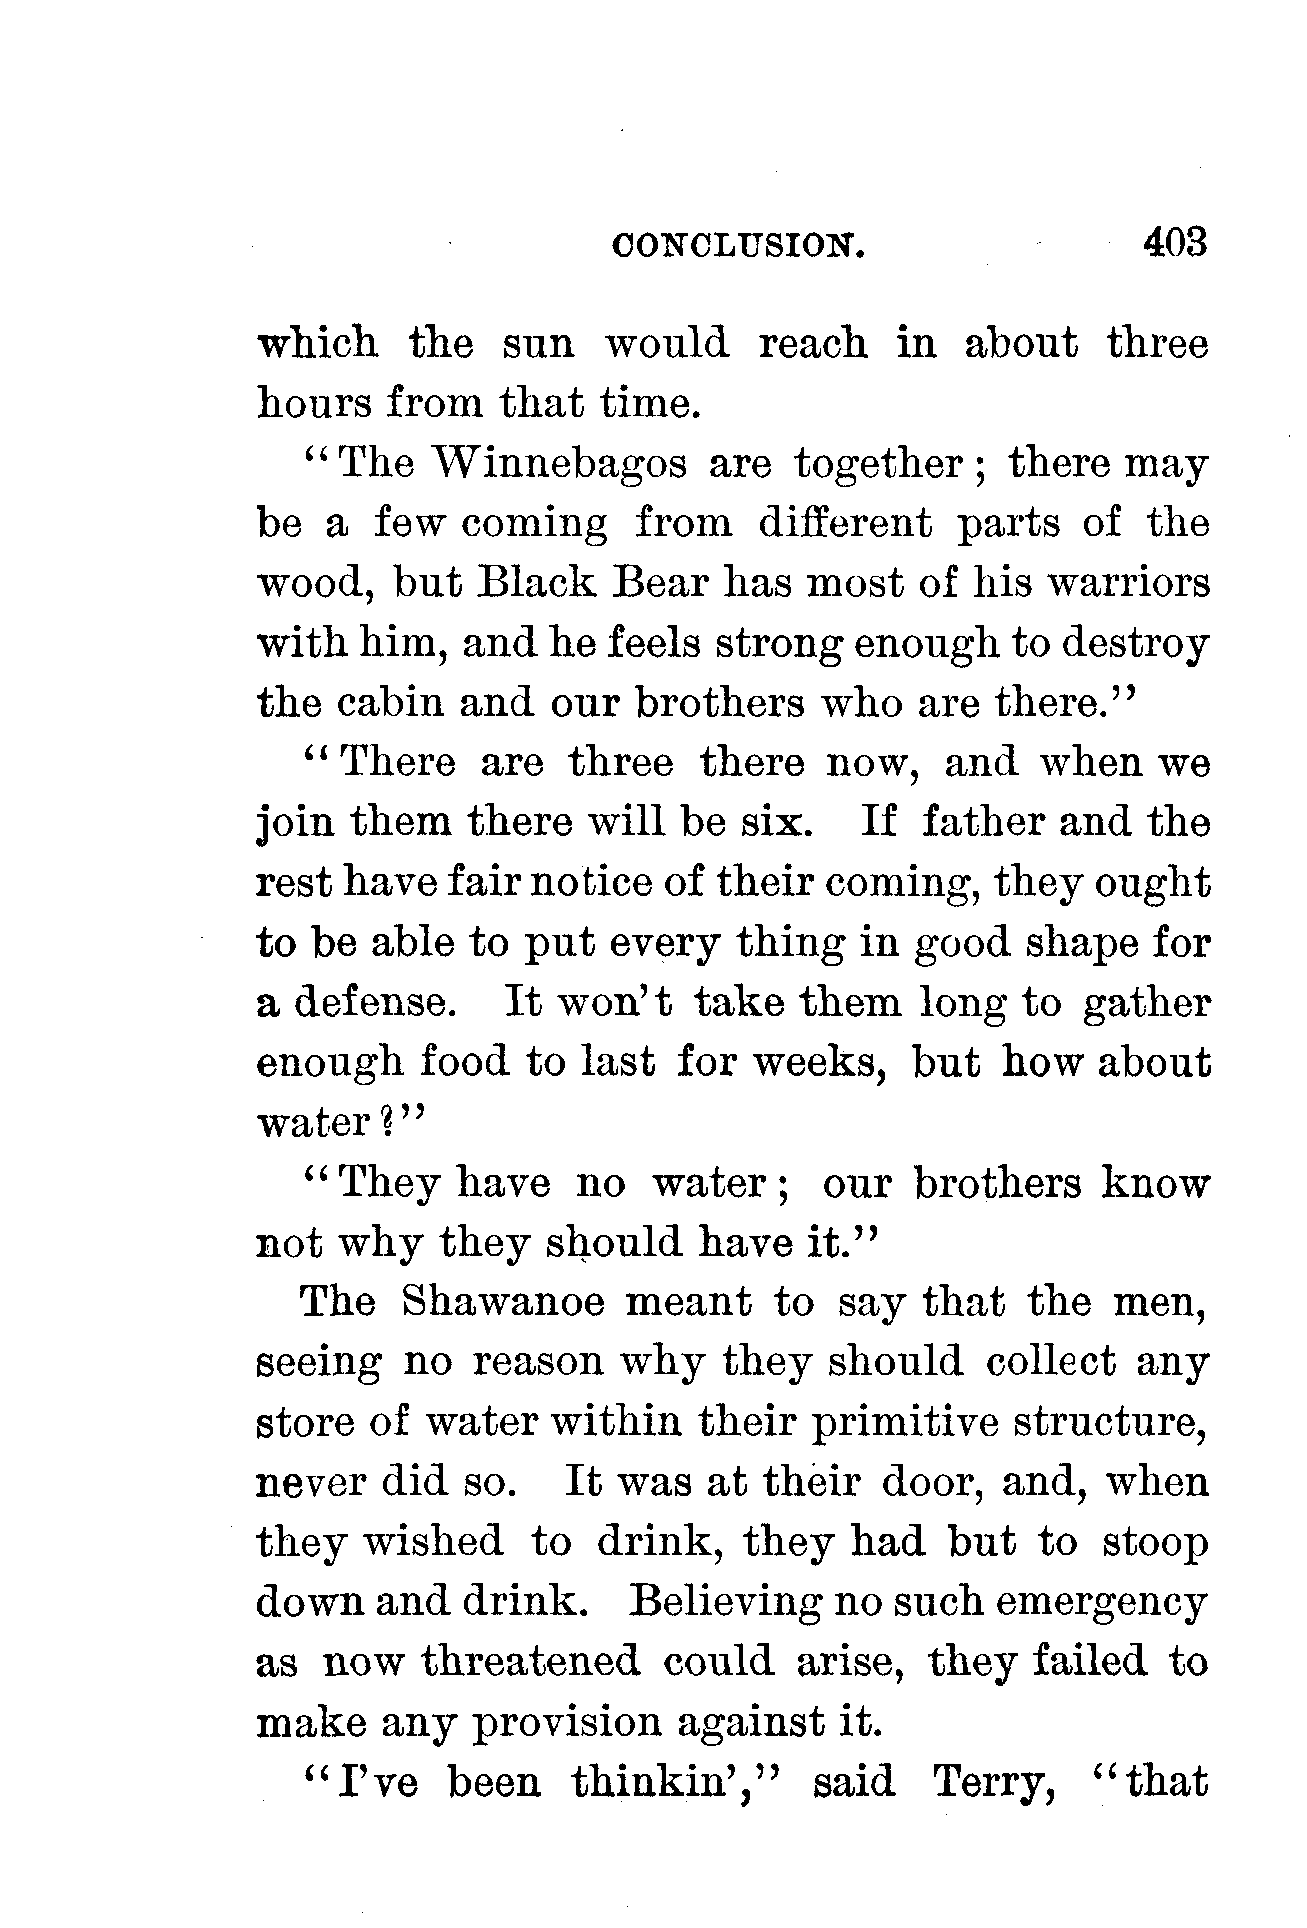 CONCLUSION. 403
which the sun would reach in about three
hours from that time.
"The Winnebagos are together; there may
be a few coming from different parts of the
wood, but Black Bear has most of his warriors
with him, and he feels strong enough to destroy
the cabin and our brothers who are there."
"There are three there now, and when we
join them there will be six. If father and the
rest have fair notice of their coming, they ought
to be able to put every thing in good shape for
a defense. It won't take them long to gather
enough food to last for weeks, but how about
water?"
"They have no water; our brothers know
not why they should have it."
The Shawanoe meant to say that the men,
seeing no reason why they should collect any
store of water within their primitive structure,
never did so. It was at their door, and, when
they wished to drink, they had but to stoop
down and drink. Believing no such emergency
as now threatened could arise, they failed to
make any provision against it.
"I've been thinkin'," said Terry, "that